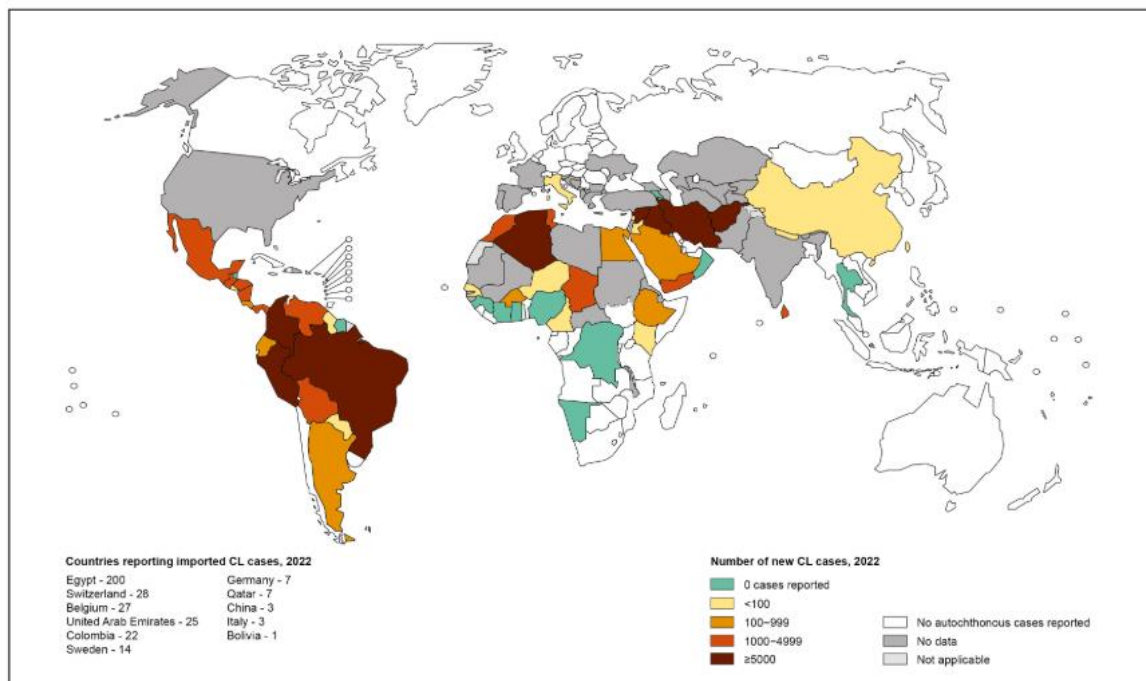 Countries reporting imported CL cases, 2022
Egypt - 200
Switzerland - 28
Belgium - 27
United Arab Emirates - 25
Colombia - 22
Sweden - 14
Germany - 7
Qatar - 7
China - 3
Italy - 3
Bolivia - 1
Number of new CL cases, 2022
0 cases reported
<100
100–999
1000–4999
≥5000
No autochthonous cases reported
No data
Not applicable